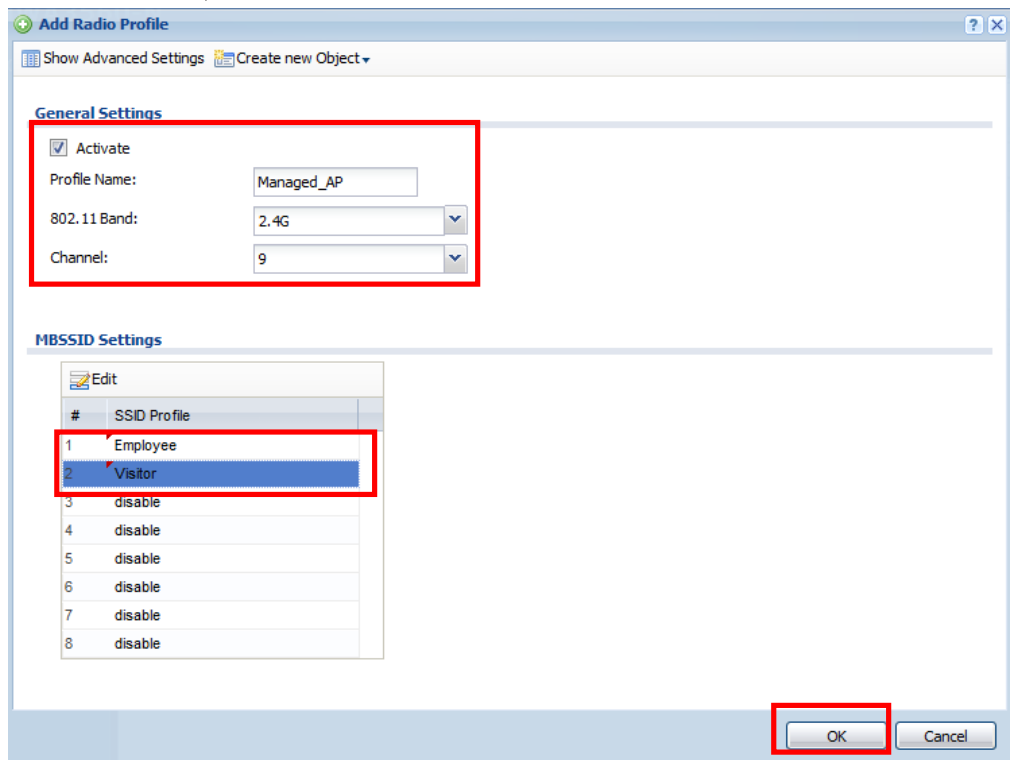 Add Radio Profile
Show Advanced Settings Create new Object
General Settings
Activate
Profile Name: Managed_AP
802.11 Band: 2.4G
Channel: 9
MBSSID Settings
Edit
# SSID Profile
1 Employee
2 Visitor
3 disable
4 disable
5 disable
6 disable
7 disable
8 disable
OK Cancel